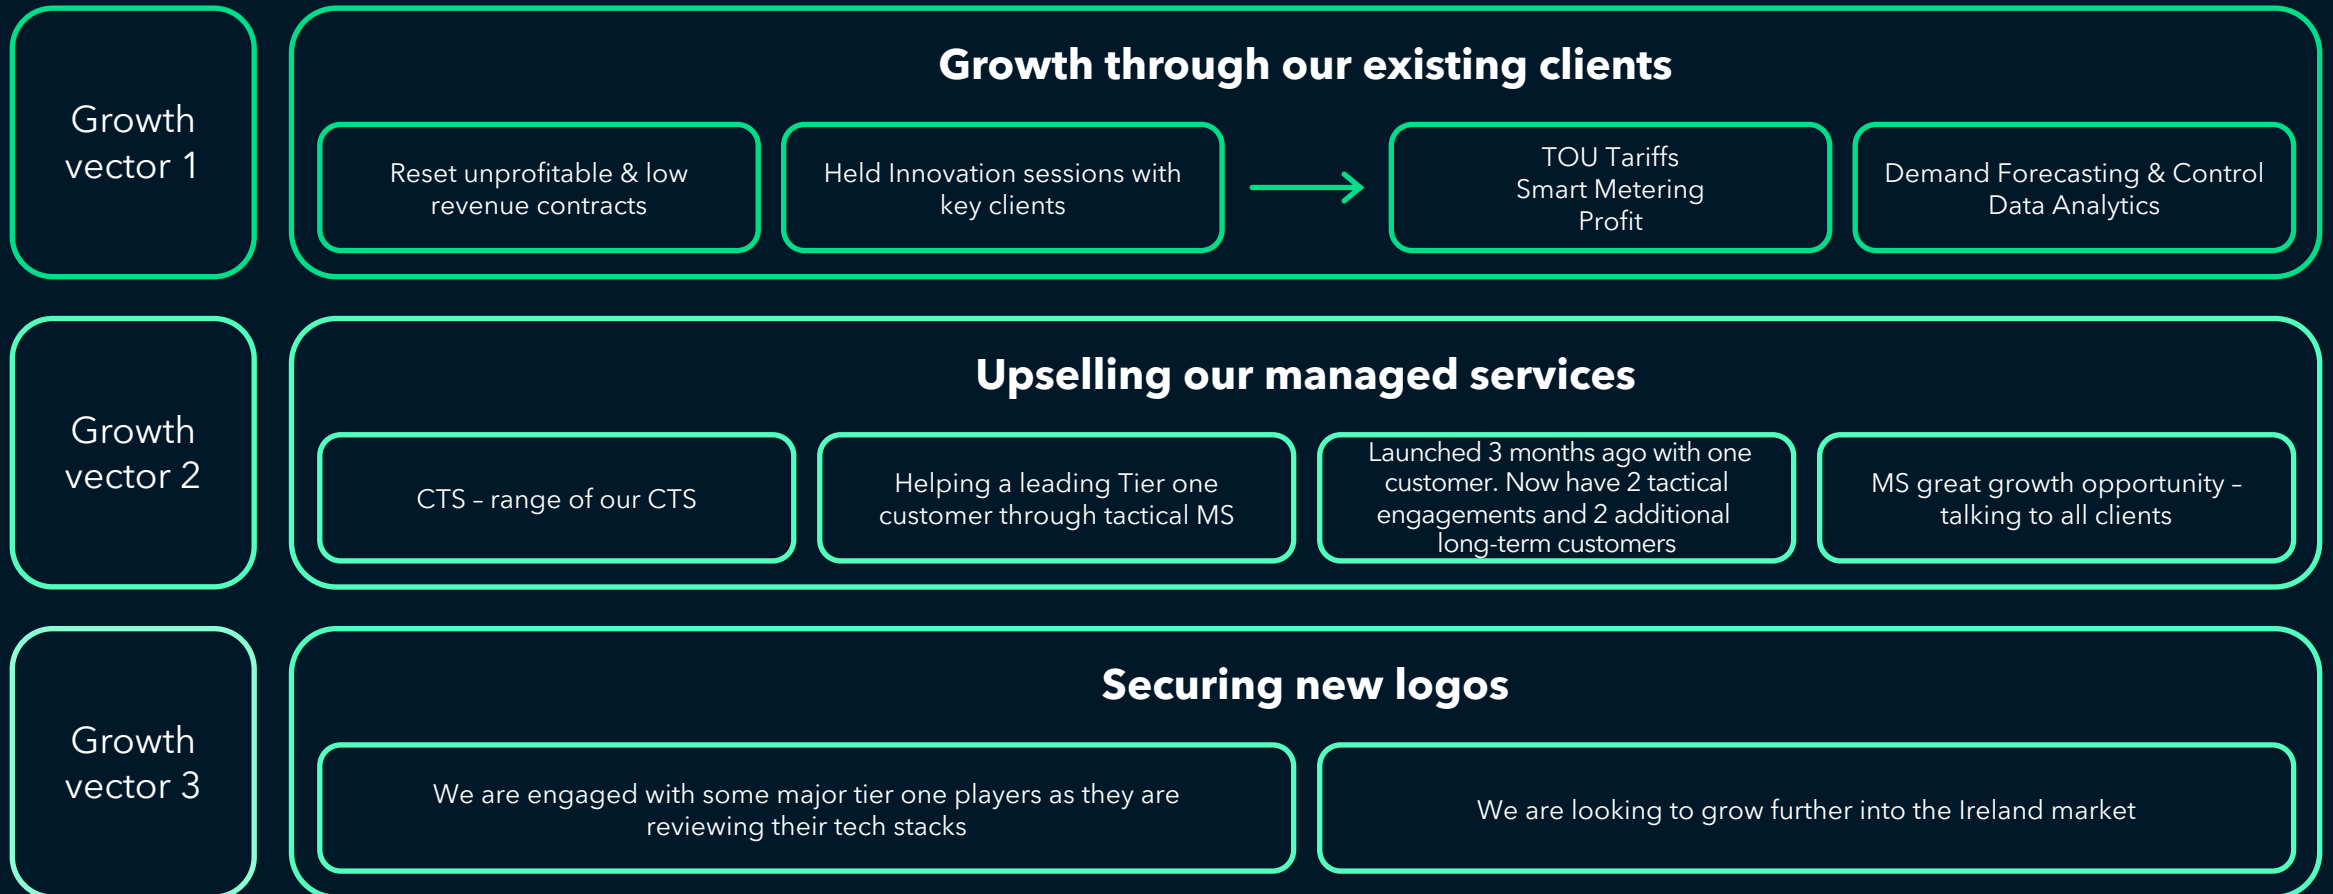 Growth
vector 1
Growth through our existing clients
Reset unprofitable & low
revenue contracts
Held Innovation sessions with
key clients
TOU Tariffs
Smart Metering
Profit
Demand Forecasting & Control
Data Analytics
Growth
vector 2
Upselling our managed services
CTS – range of our CTS
Helping a leading Tier one
customer through tactical MS
Launched 3 months ago with one
customer. Now have 2 tactical
engagements and 2 additional
long-term customers
MS great growth opportunity –
talking to all clients
Growth
vector 3
Securing new logos
We are engaged with some major tier one players as they are
reviewing their tech stacks
We are looking to grow further into the Ireland market